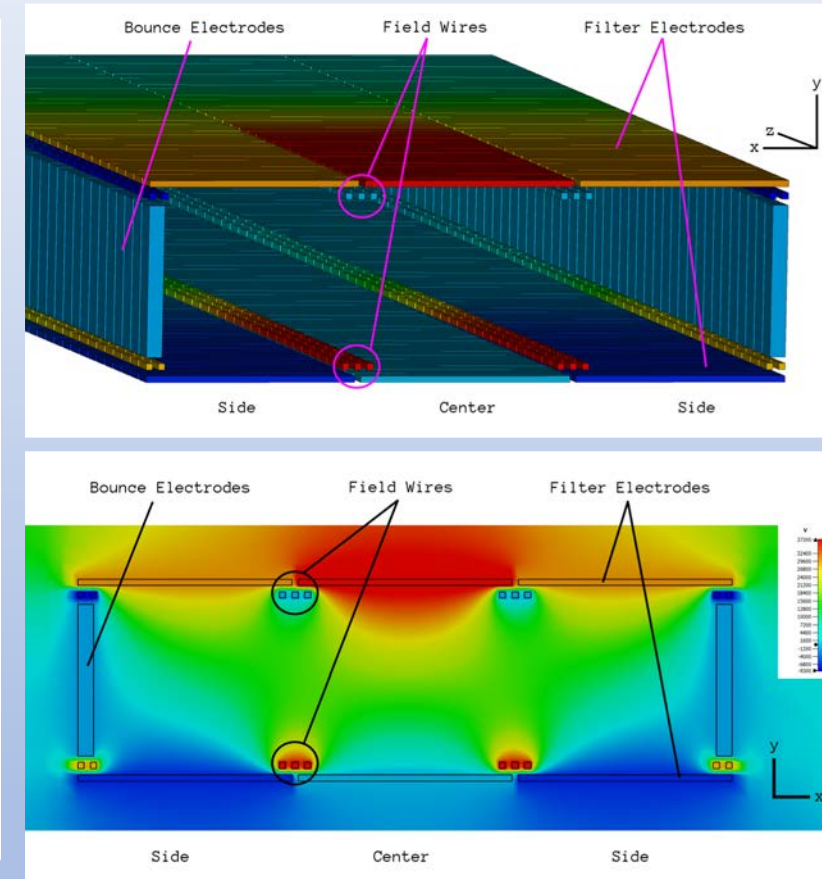 Bounce Electrodes Field Wires Filter Electrodes
y
z
x
Side Center Side
Bounce Electrodes Field Wires Filter Electrodes
v
y
x
Side Center Side